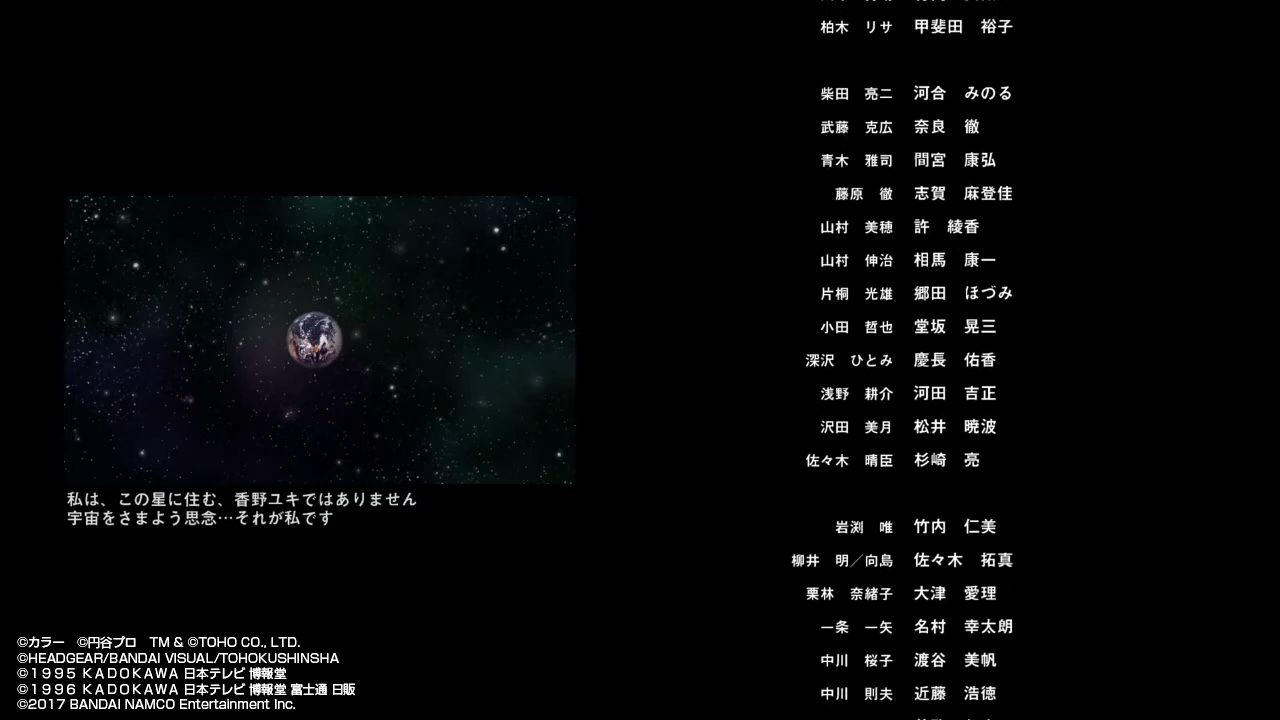 柏木　リサ　甲斐田　裕子
柴田　亮二　河合　みのる
武藤　克広　奈良　徹
青木　雅司　間宮　康弘
藤原　徹　志賀　麻登佳
山村　美穂　許　綾香
山村　伸治　相馬　康一
片桐　光雄　郷田　ほづみ
小田　哲也　堂坂　晃三
深沢　ひとみ　慶長　佑香
浅野　耕介　河田　吉正
沢田　美月　松井　暁波
佐々木　晴臣　杉崎　亮
岩渕　唯　竹内　仁美
柳井　明／向島　佐々木　拓真
栗林　奈緒子　大津　愛理
一条　一矢　名村　幸太朗
中川　桜子　渡谷　美帆
中川　則夫　近藤　浩徳
私は、この星に住む、香野ユキではありません
宇宙をさまよう思念…それが私です
©カラー　©円谷プロ　TM & ©TOHO CO., LTD.
©HEADGEAR/BANDAI VISUAL/TOHOKUSHINSHA
©１９９５ ＫＡＤＯＫＡＷＡ 日本テレビ 博報堂
©１９９６ ＫＡＤＯＫＡＷＡ 日本テレビ 博報堂 富士通 日販
©2017 BANDAI NAMCO Entertainment Inc.